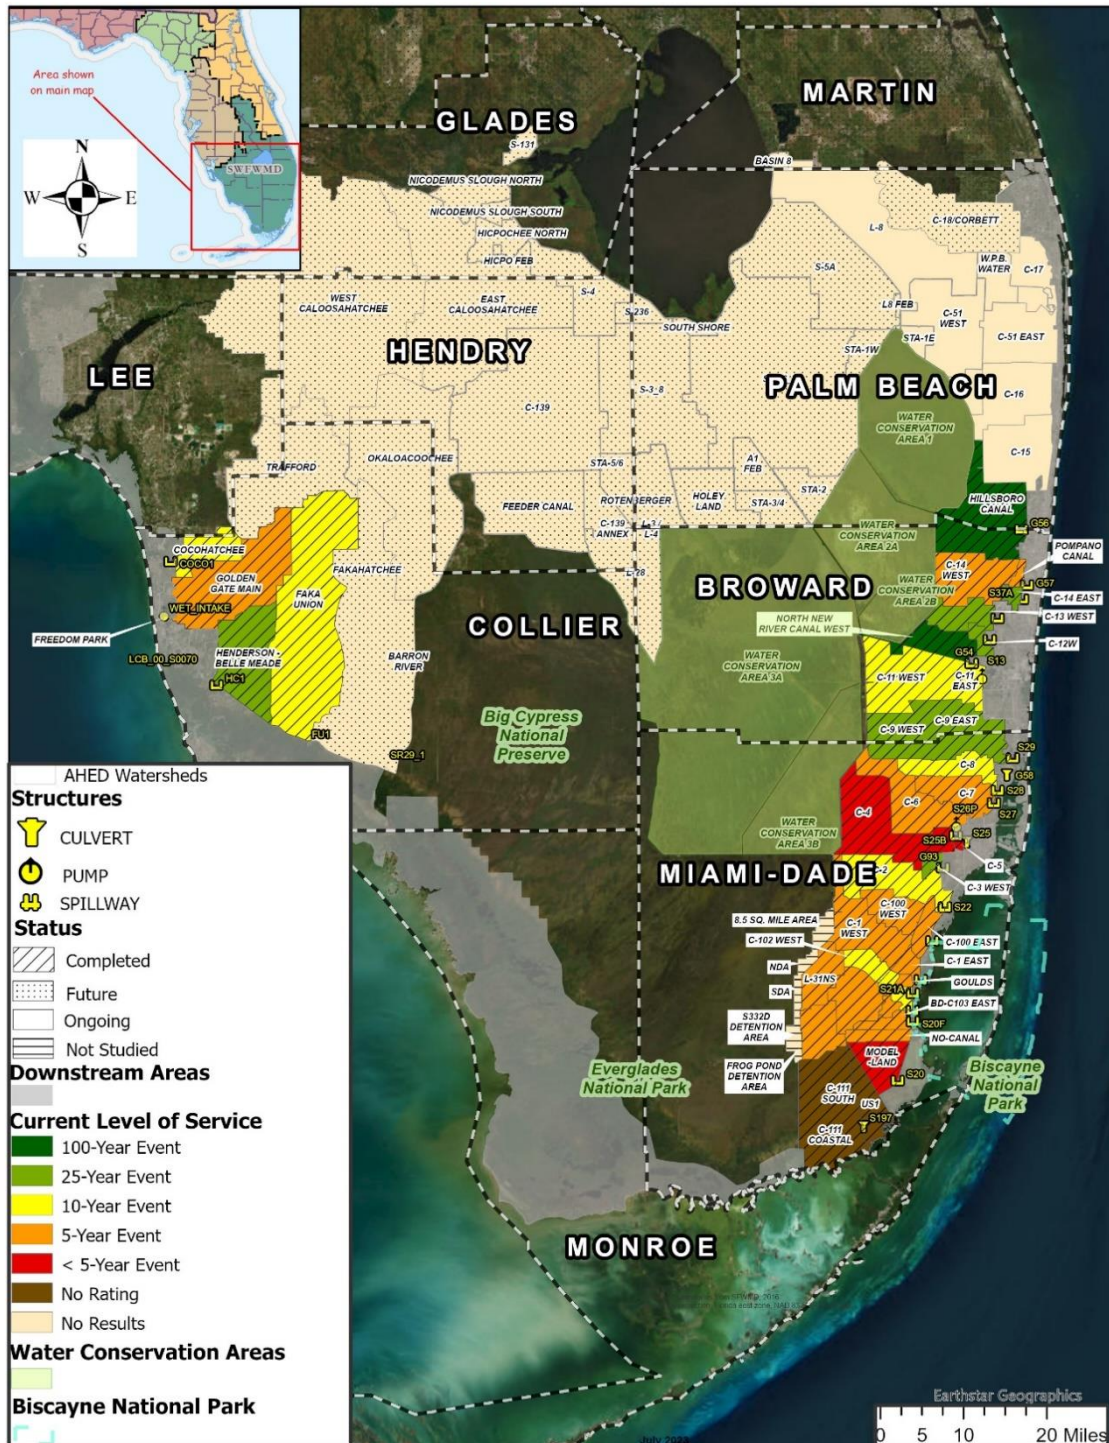 Area shown
on main map
SWFWMD
N
W
E
S
GLADES
MARTIN
S-131
BASIN 8
NICODEMUS SLOUGH NORTH
NICODEMUS SLOUGH SOUTH
HICPOCHEE NORTH
HICPO FEB
L-8
C-18/CORBETT
W.P.B.
WATER
C-17
S-5A
S-4
WEST
CALOOSAHATCHEE
EAST
CALOOSAHATCHEE
S-236
SOUTH SHORE
L8 FEB
C-51
WEST
STA-1E
C-51 EAST
STA-1W
LEE
HENDRY
PALM BEACH
S-3_8
C-139
C-16
WATER
CONSERVATION
AREA 1
C-15
TRAFFORD
OKALOACOOCHEE
STA-5/6
A1
FEB
STA-2
FEEDER CANAL
ROTENBERGER
HOLEY
LAND
STA-3/4
HILLSBORO
CANAL
G56
C-139
ANNEX
L-4
L-28
COCOHATCHEE
COCO1
GOLDEN
GATE MAIN
FAKA
UNION
FAKAHATCHEE
WET_INTAKE
FREEDOM PARK
HENDERSON -
BELLE MEADE
LCB_00_S0070
HC1
FU1
BARRON
RIVER
SR29_1
COLLIER
BROWARD
WATER
CONSERVATION
AREA 2A
WATER
CONSERVATION
AREA 2B
POMPANO
CANAL
C-14
WEST
G57
S37A
C-14 EAST
C-13 WEST
NORTH NEW
RIVER CANAL WEST
C-12W
G54
S13
WATER
CONSERVATION
AREA 3A
C-11 WEST
C-11
EAST
C-9 EAST
C-9 WEST
Big Cypress
National
Preserve
S29
C-8
G58
S28
C-7
C-6
S27
C-4
S26P
S25
S25B
WATER
CONSERVATION
AREA 3B
C-5
G93
C-2
C-3 WEST
MIAMI-DADE
S22
C-100
WEST
8.5 SQ. MILE AREA
C-1
WEST
C-100 EAST
C-102 WEST
C-1 EAST
NDA
L-31NS
GOULDS
S21A
SDA
BD-C103 EAST
S20F
S332D
DETENTION
AREA
NO-CANAL
FROG POND
DETENTION
AREA
MODEL
-LAND
S20
Everglades
National Park
Biscayne
National
Park
C-111
SOUTH
US1
S197
C-111
COASTAL
MONROE
AHED Watersheds
Structures
CULVERT
PUMP
SPILLWAY
Status
Completed
Future
Ongoing
Not Studied
Downstream Areas
Current Level of Service
100-Year Event
25-Year Event
10-Year Event
5-Year Event
< 5-Year Event
No Rating
No Results
Water Conservation Areas
Biscayne National Park
Earthstar Geographics
0 5 10 20 Miles